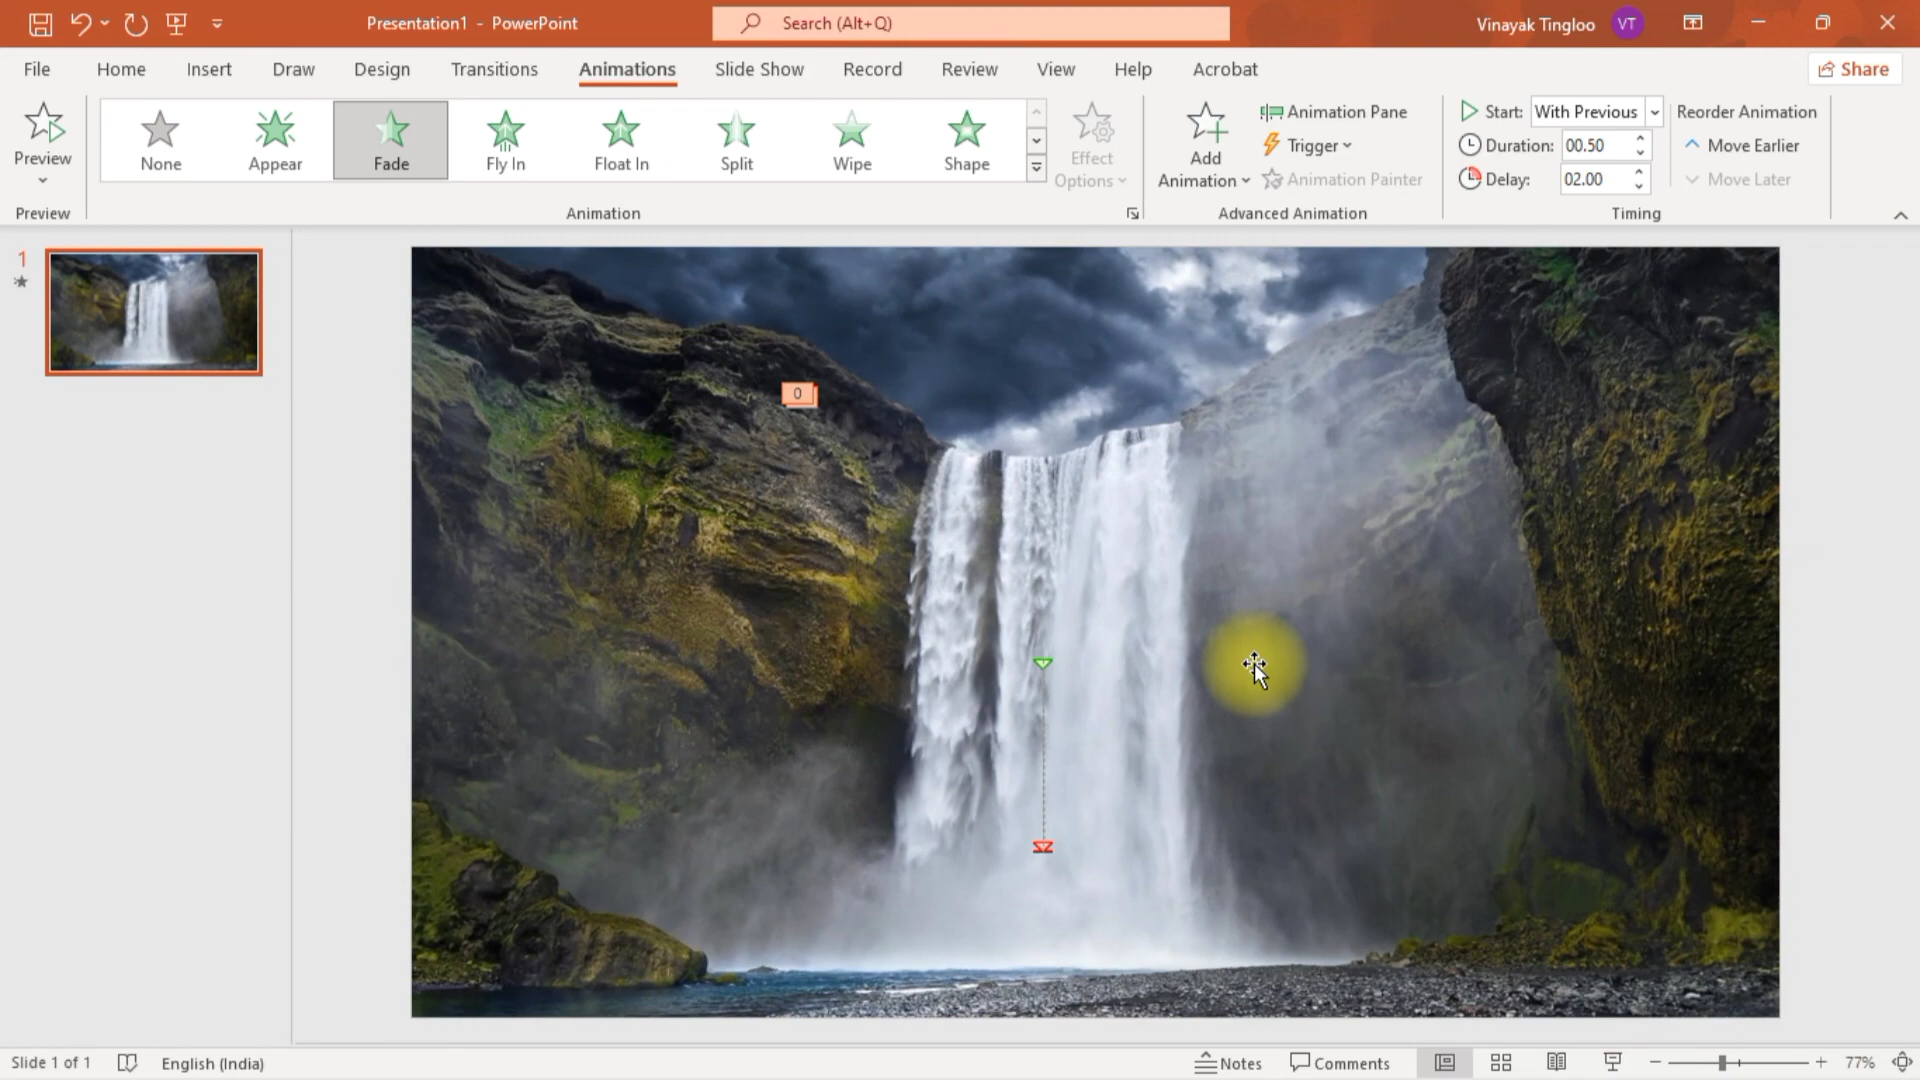 Presentation1 - PowerPoint
Search (Alt+Q)
Vinayak Tingloo
VT
File
Home
Insert
Draw
Design
Transitions
Animations
Slide Show
Record
Review
View
Help
Acrobat
Share
Preview
None
Appear
Fade
Fly In
Float In
Split
Wipe
Shape
Effect
Options
Add
Animation
Animation Pane
Trigger
Animation Painter
Start: With Previous
Duration: 00.50
Delay: 02.00
Reorder Animation
Move Earlier
Move Later
Preview
Animation
Advanced Animation
Timing
1
0
Slide 1 of 1
English (India)
Notes
Comments
77%